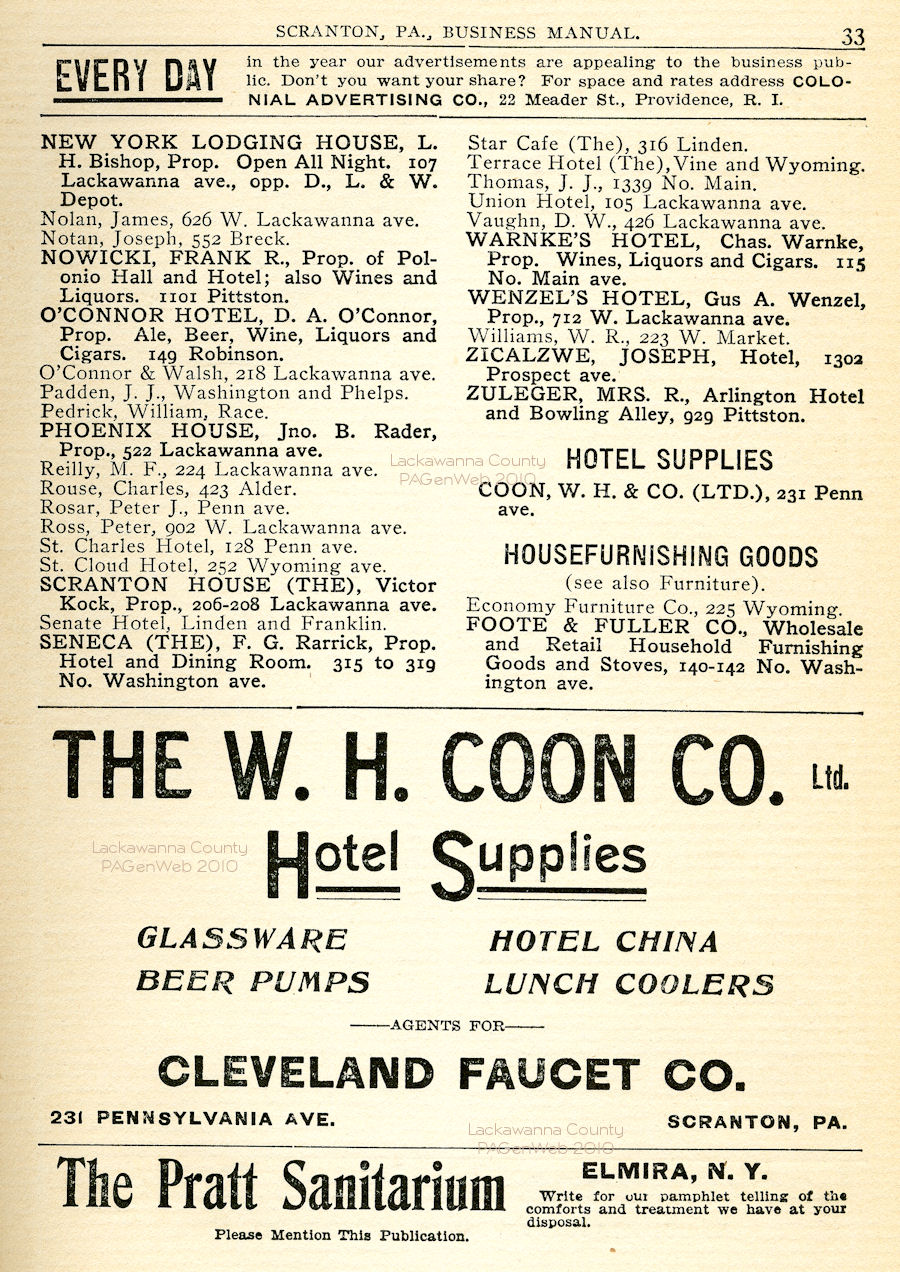 SCRANTON, PA., BUSINESS MANUAL.
33
EVERY DAY
in the year our advertisements are appealing to the business pub-
lic. Don't you want your share? For space and rates address COLO-
NIAL ADVERTISING CO., 22 Meader St., Providence, R. I.
NEW YORK LODGING HOUSE, L.
H. Bishop, Prop. Open All Night. 107
Lackawanna ave., opp. D., L. & W.
Depot.
Nolan, James, 626 W. Lackawanna ave.
Notan, Joseph, 552 Breck.
NOWICKI, FRANK R., Prop. of Pol-
onio Hall and Hotel; also Wines and
Liquors. 1101 Pittston.
O'CONNOR HOTEL, D. A. O'Connor,
Prop. Ale, Beer, Wine, Liquors and
Cigars. 149 Robinson.
O'Connor & Walsh, 218 Lackawanna ave.
Padden, J. J., Washington and Phelps.
Pedrick, William, Race.
PHOENIX HOUSE, Jno. B. Rader,
Prop., 522 Lackawanna ave.
Reilly, M. F., 224 Lackawanna ave.
Rouse, Charles, 423 Alder.
Rosar, Peter J., Penn ave.
Ross, Peter, 902 W. Lackawanna ave.
St. Charles Hotel, 128 Penn ave.
St. Cloud Hotel, 252 Wyoming ave.
SCRANTON HOUSE (THE), Victor
Kock, Prop., 206-208 Lackawanna ave.
Senate Hotel, Linden and Franklin.
SENECA (THE), F. G. Rarrick, Prop.
Hotel and Dining Room. 315 to 319
No. Washington ave.
Star Cafe (The), 316 Linden.
Terrace Hotel (The), Vine and Wyoming.
Thomas, J. J., 1339 No. Main.
Union Hotel, 105 Lackawanna ave.
Vaughn, D. W., 426 Lackawanna ave.
WARNKE'S HOTEL, Chas. Warnke,
Prop. Wines, Liquors and Cigars. 115
No. Main ave.
WENZEL'S HOTEL, Gus A. Wenzel,
Prop., 712 W. Lackawanna ave.
Williams, W. R., 223 W. Market.
ZICALZWE, JOSEPH, Hotel, 1302
Prospect ave.
ZULEGER, MRS. R., Arlington Hotel
and Bowling Alley, 929 Pittston.
Lackawanna County
PAGenWeb 2010
HOTEL SUPPLIES
COON, W. H. & CO. (LTD.), 231 Penn
ave.
HOUSEFURNISHING GOODS
(see also Furniture).
Economy Furniture Co., 225 Wyoming.
FOOTE & FULLER CO., Wholesale
and Retail Household Furnishing
Goods and Stoves, 140-142 No. Wash-
ington ave.
THE W. H. COON CO. Ltd.
Lackawanna County
PAGenWeb 2010
Hotel Supplies
GLASSWARE HOTEL CHINA
BEER PUMPS LUNCH COOLERS
—AGENTS FOR—
CLEVELAND FAUCET CO.
231 PENNSYLVANIA AVE. SCRANTON, PA.
Lackawanna County
PAGenWeb 2010
The Pratt Sanitarium
Please Mention This Publication.
ELMIRA, N. Y.
Write for our pamphlet telling of the
comforts and treatment we have at your
disposal.